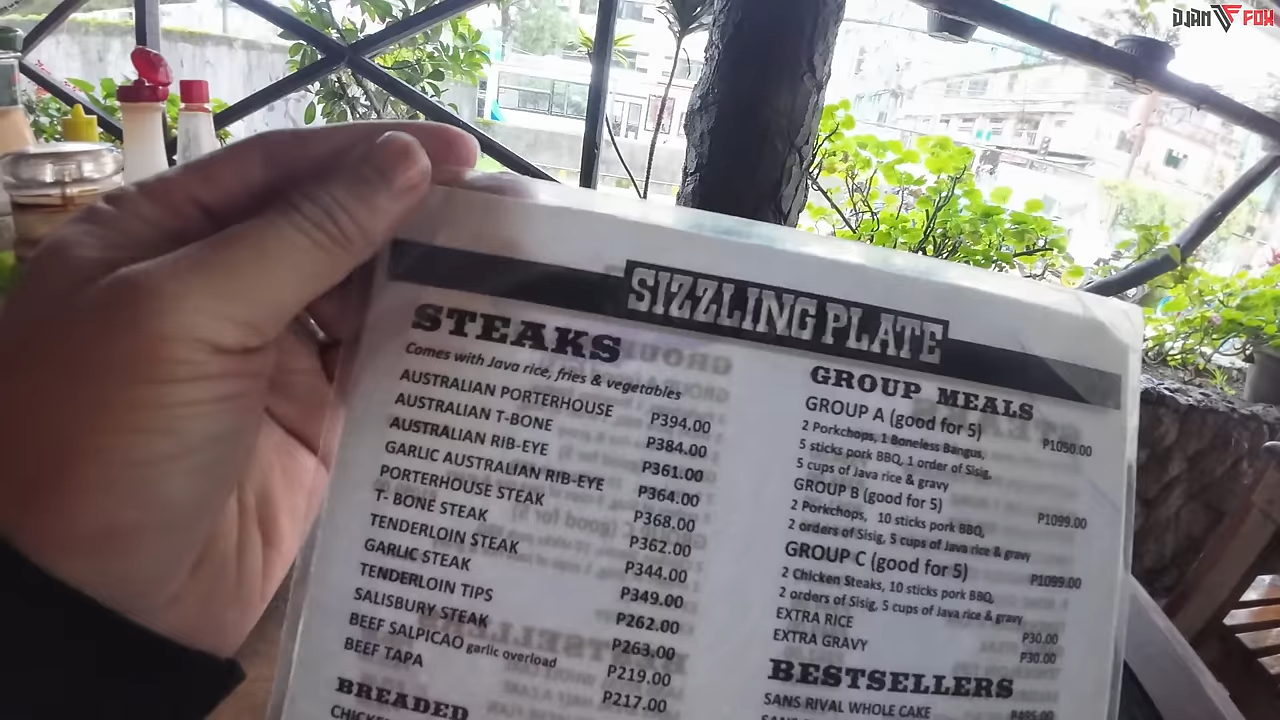 DJANFOX
SIZZLING PLATE
STEAKS
Comes with Java rice, fries & vegetables
AUSTRALIAN PORTERHOUSE P394.00
AUSTRALIAN T-BONE P384.00
AUSTRALIAN RIB-EYE P361.00
GARLIC AUSTRALIAN RIB-EYE P364.00
PORTERHOUSE STEAK P368.00
T- BONE STEAK P362.00
TENDERLOIN STEAK P344.00
GARLIC STEAK P349.00
TENDERLOIN TIPS P262.00
SALISBURY STEAK P263.00
BEEF SALPICAO garlic overload P219.00
BEEF TAPA P217.00
BREADED
GROUP MEALS
GROUP A (good for 5) P1050.00
2 Porkchops, 1 Boneless Bangus,
5 sticks pork BBQ, 1 order of Sisig,
5 cups of Java rice & gravy
GROUP B (good for 5) P1099.00
2 Porkchops, 10 sticks pork BBQ,
2 orders of Sisig, 5 cups of Java rice & gravy
GROUP C (good for 5) P1099.00
2 Chicken Steaks, 10 sticks pork BBQ,
2 orders of Sisig, 5 cups of Java rice & gravy
EXTRA RICE P30.00
EXTRA GRAVY P30.00
BESTSELLERS
SANS RIVAL WHOLE CAKE